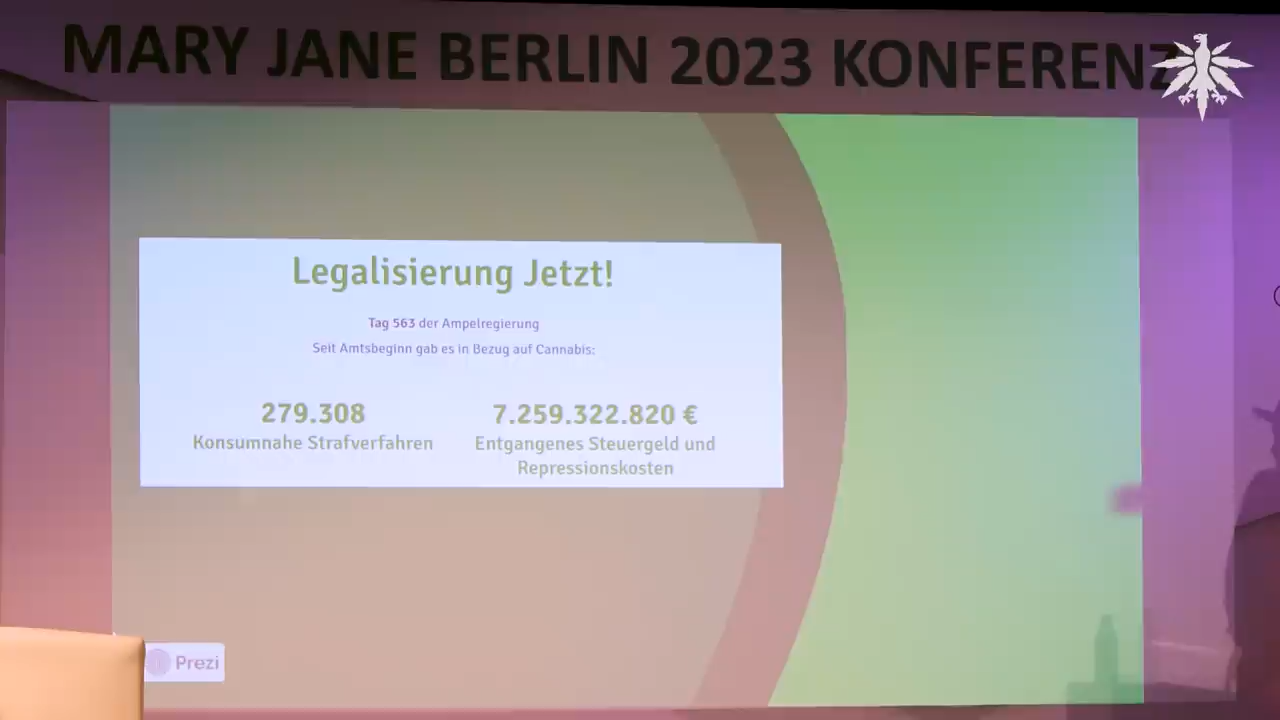 MARY JANE BERLIN 2023 KONFERENZ
Legalisierung Jetzt!
Tag 563 der Ampelregierung
Seit Amtsbeginn gab es in Bezug auf Cannabis:
279.308
Konsumnahe Strafverfahren
7.259.322.820 €
Entgangenes Steuergeld und
Repressionskosten
Prezi